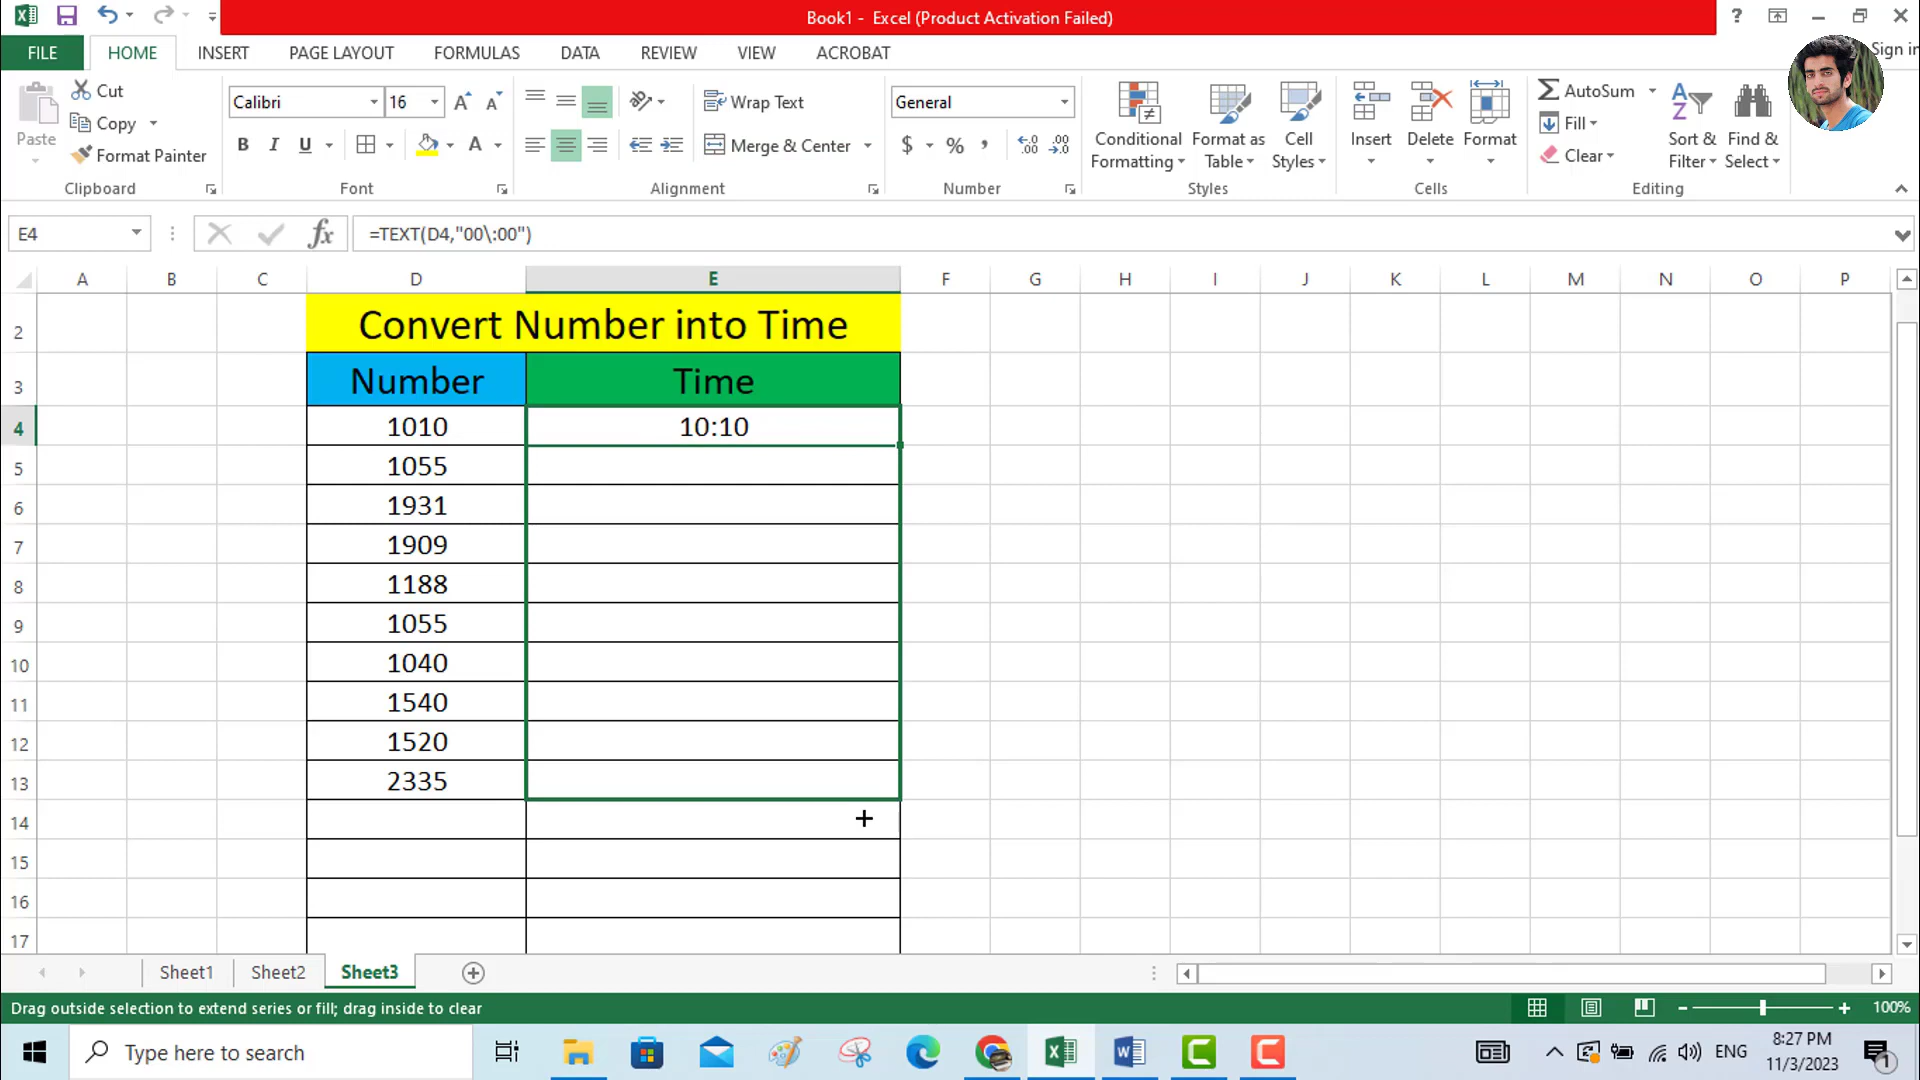 Book1 - Excel (Product Activation Failed)
?
Sign in
FILE HOME INSERT PAGE LAYOUT FORMULAS DATA REVIEW VIEW ACROBAT
Paste
Cut
Copy
Format Painter
Clipboard
Calibri 16
B I U A
Font
Wrap Text
Merge & Center
Alignment
General
$ % ,
Number
Conditional Formatting
Format as Table
Cell Styles
Styles
Insert Delete Format
Cells
AutoSum
Fill
Clear
Sort & Filter
Find & Select
Editing
E4 fx =TEXT(D4,"00\:00")
A B C D E F G H I J K L M N O P
2 Convert Number into Time
3 Number Time
4 1010 10:10
5 1055
6 1931
7 1909
8 1188
9 1055
10 1040
11 1540
12 1520
13 2335
14
15
16
17
Sheet1 Sheet2 Sheet3
Drag outside selection to extend series or fill; drag inside to clear
100%
Type here to search
ENG
8:27 PM
11/3/2023
1